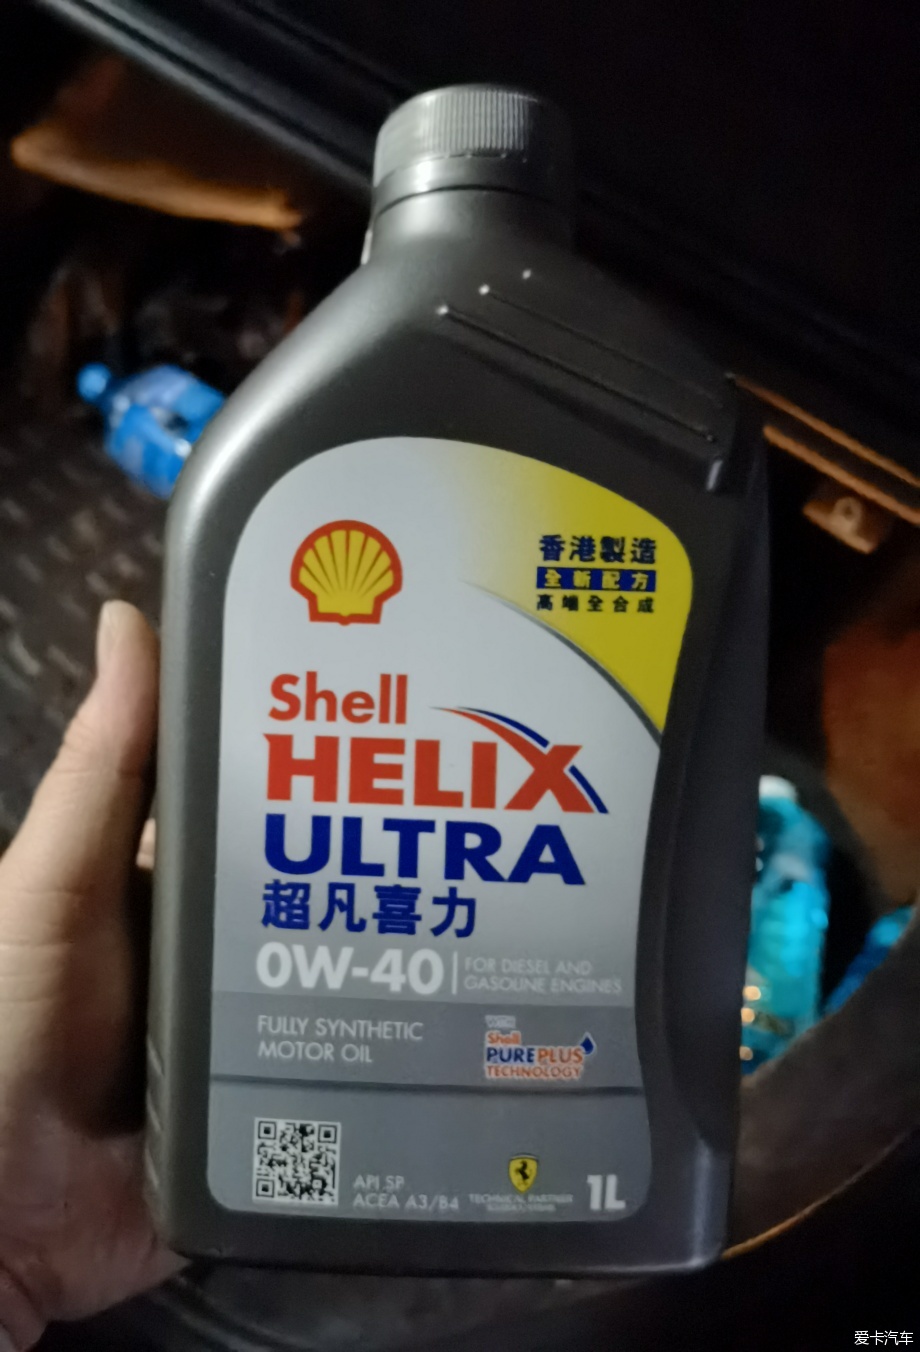 香港製造
全新配方
高端全合成
Shell
HELIX
ULTRA
超凡喜力
0W-40
FOR DIESEL AND
GASOLINE ENGINES
FULLY SYNTHETIC
MOTOR OIL
WITH
Shell
PUREPLUS
TECHNOLOGY
API SP
ACEA A3/B4
TECHNICAL PARTNER
1L
爱卡汽车